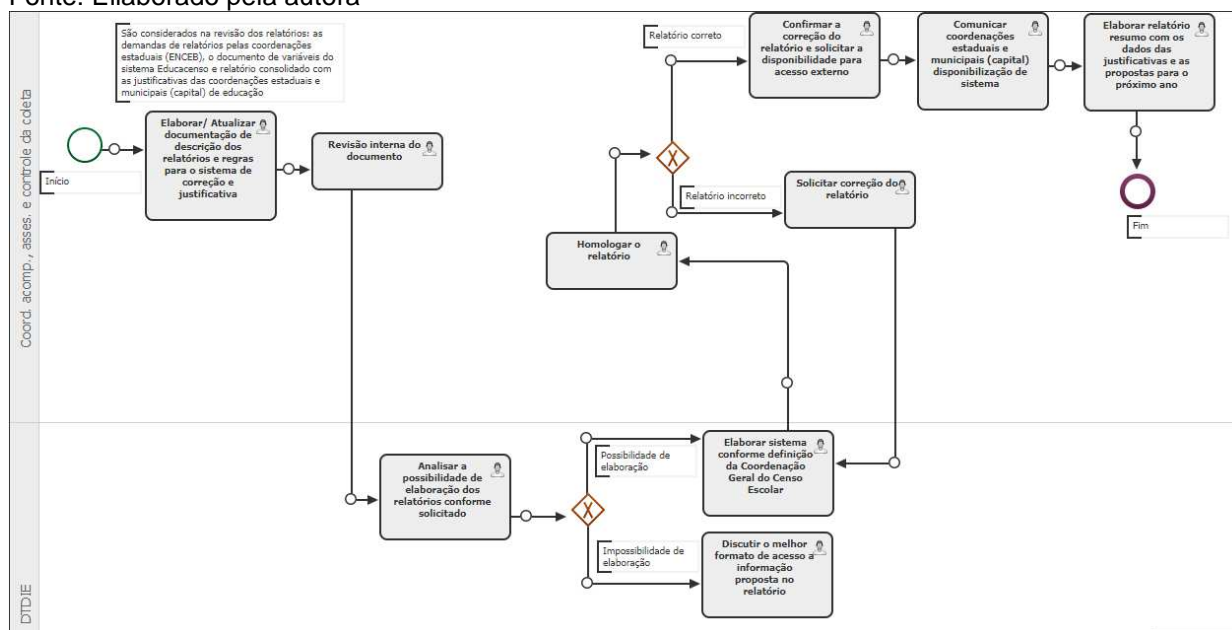 Fonte: Ellaborado pela autora
São considerados na revisão dos relatórios: as
demandas de relatórios pelas coordenações
estaduais (ENCEB), o documento de variáveis do
sistema Educacenso e relatório consolidado com
as justificativas das coordenações estaduais e
municipais (capital) de educação
Coord. acomp., asses. e controle da coleta
Início
Elaborar/ Atualizar
documentação de
descrição dos
relatórios e regras
para o sistema de
correção e
justificativa
Revisão interna do
documento
Homologar o
relatório
Relatório correto
Relatório incorreto
Confirmar a
correção do
relatório e solicitar a
disponibilidade para
acesso externo
Comunicar
coordenações
estaduais e
municipais (capital)
disponibilização de
sistema
Elaborar relatório
resumo com os
dados das
justificativas e as
propostas para o
próximo ano
Solicitar correção do
relatório
Fim
DTDIE
Analisar a
possibilidade de
elaboração dos
relatórios conforme
solicitado
Possibilidade de
elaboração
Impossibilidade de
elaboração
Elaborar sistema
conforme definição
da Coordenação
Geral do Censo
Escolar
Discutir o melhor
formato de acesso a
informação
proposta no
relatório